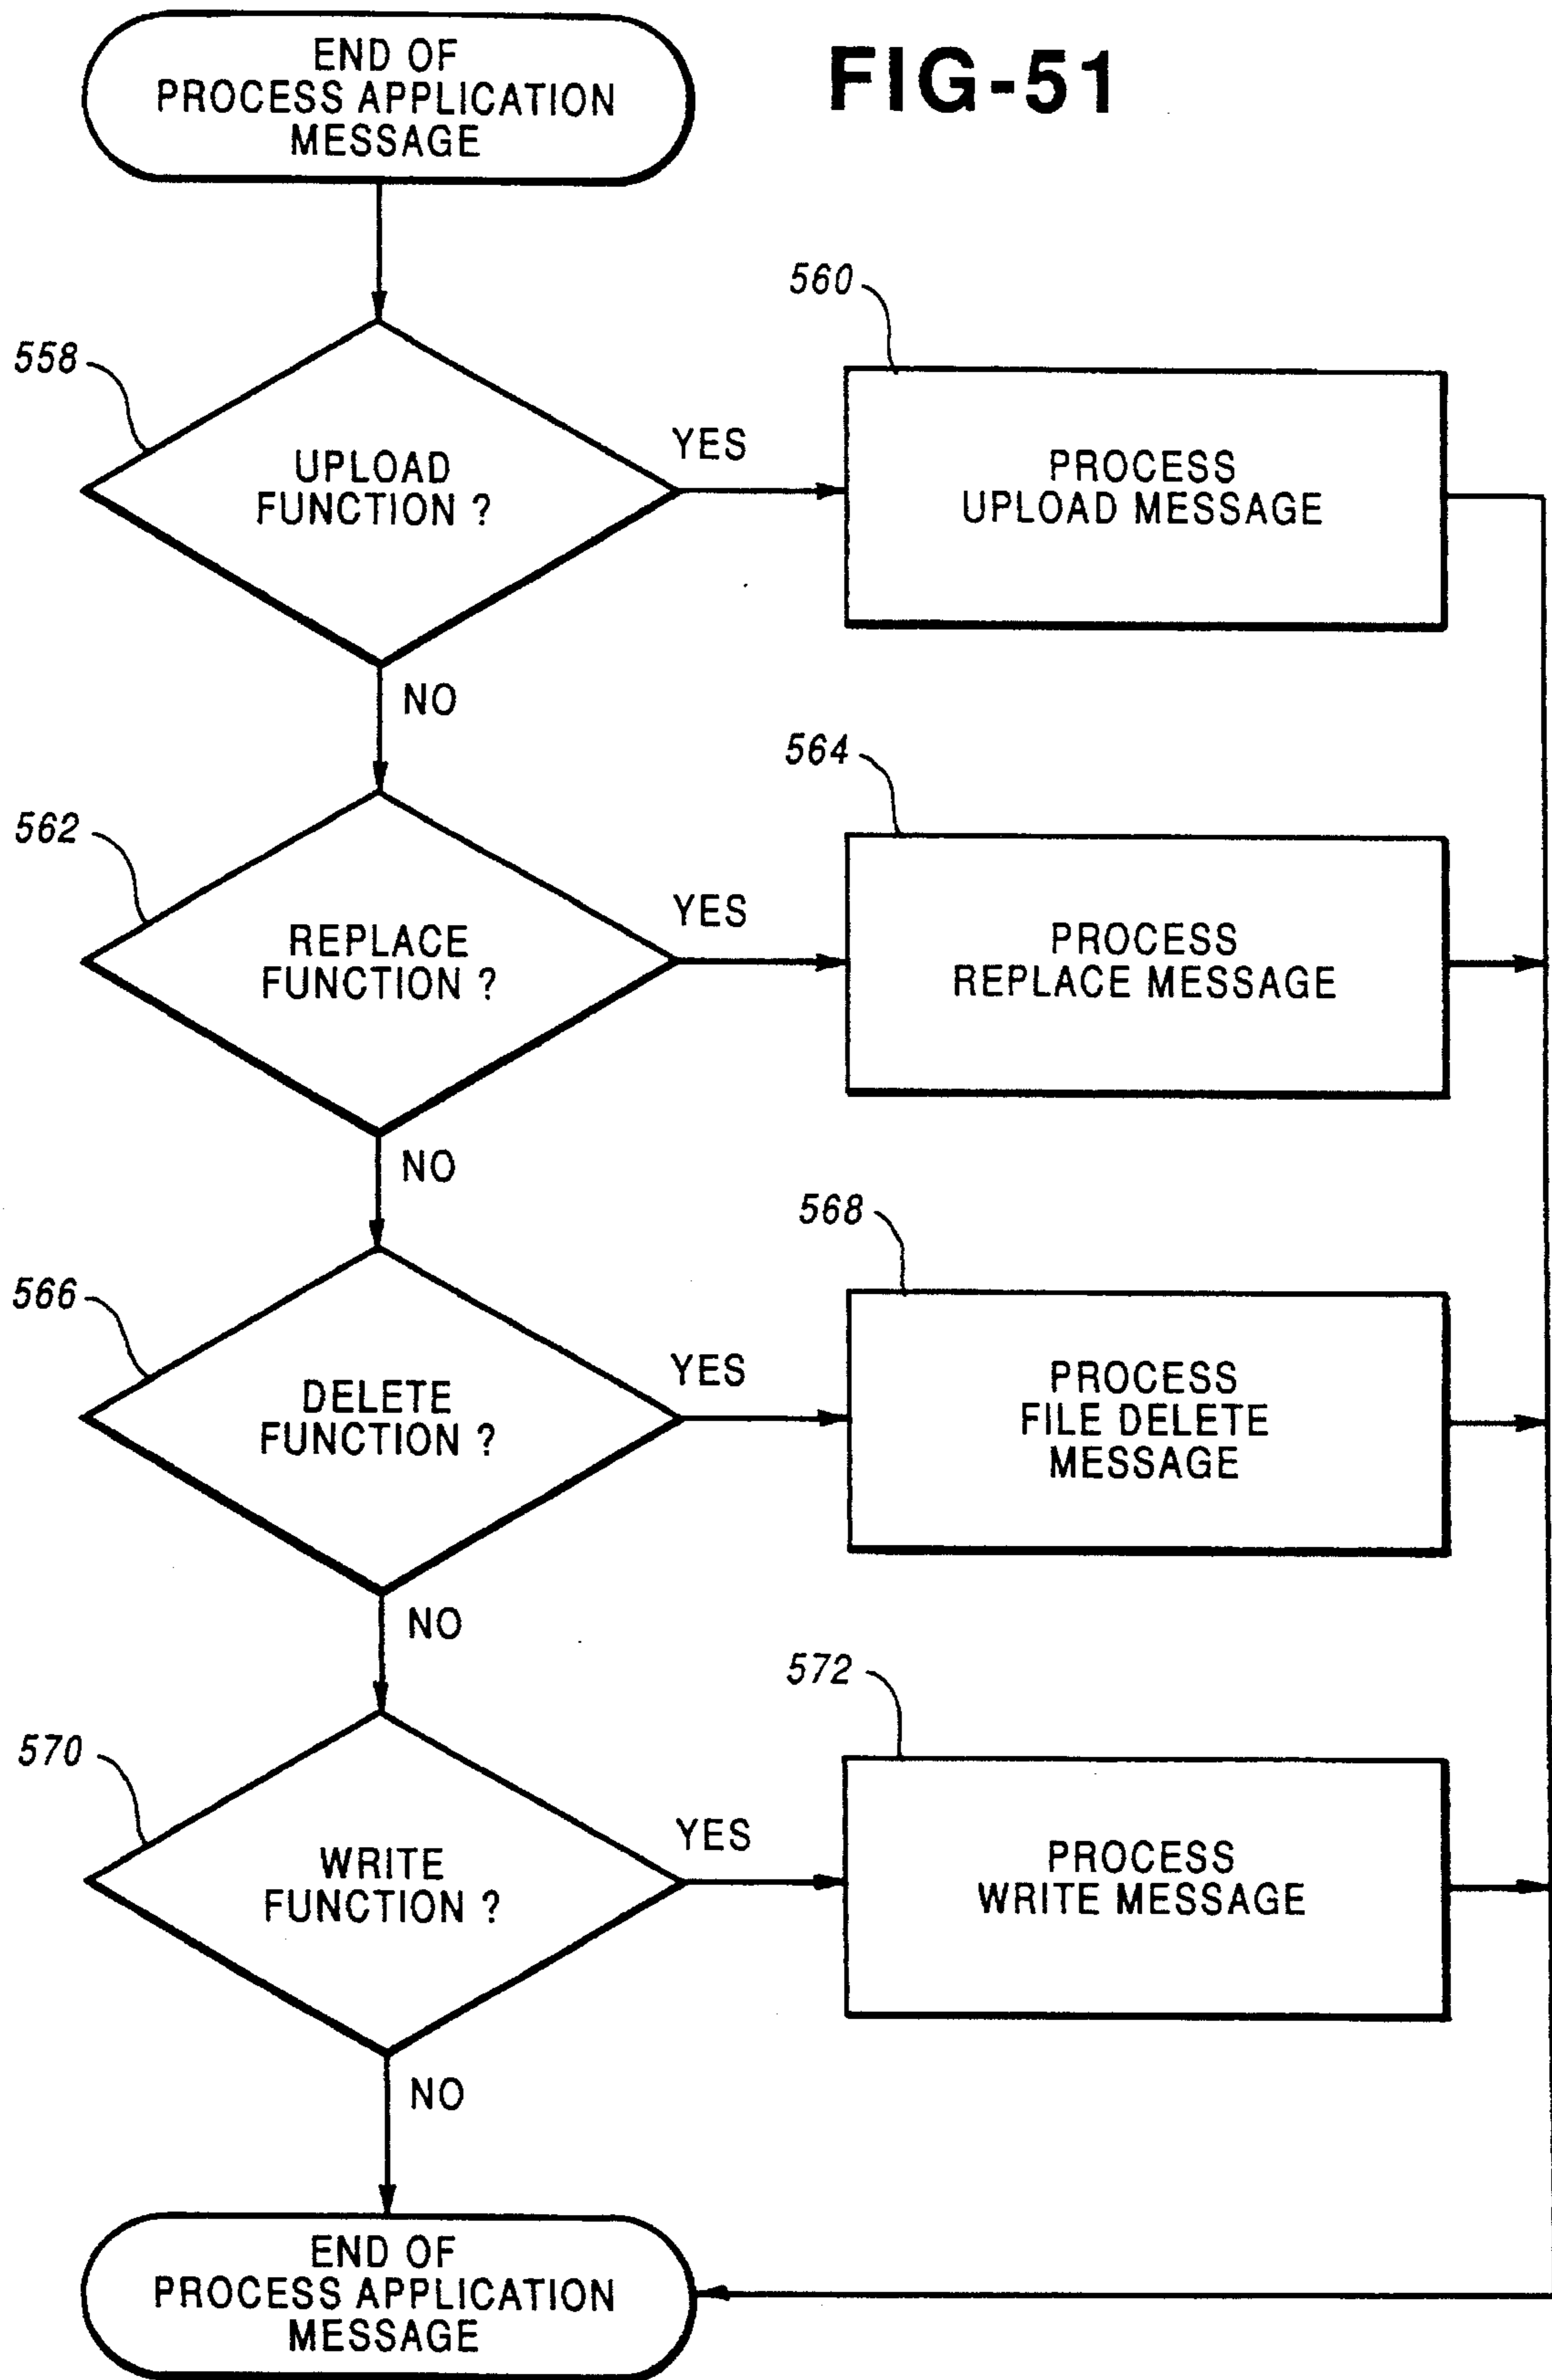 FIG-51
END OF
PROCESS APPLICATION
MESSAGE
558
UPLOAD
FUNCTION ?
YES
560
PROCESS
UPLOAD MESSAGE
NO
562
REPLACE
FUNCTION ?
YES
564
PROCESS
REPLACE MESSAGE
NO
566
DELETE
FUNCTION ?
YES
568
PROCESS
FILE DELETE
MESSAGE
NO
570
WRITE
FUNCTION ?
YES
572
PROCESS
WRITE MESSAGE
NO
END OF
PROCESS APPLICATION
MESSAGE